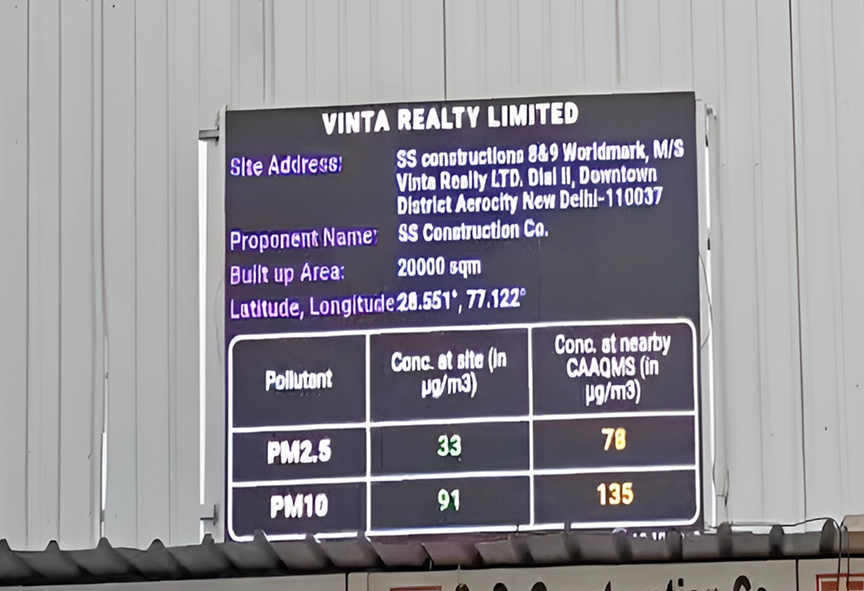 VINTA REALTY LIMITED
Site Address:
SS constructions 8&9 Worldmark, M/S
Vinta Realty LTD. Dial II, Downtown
District Aerocity New Delhi-110037
Proponent Name: SS Construction Co.
Built up Area: 20000 sqm
Latitude, Longitude: 28.551°, 77.122°
Pollutant
Conc. at site (in
µg/m3)
Conc. at nearby
CAAQMS (in
µg/m3)
PM2.5 33 78
PM10 91 135